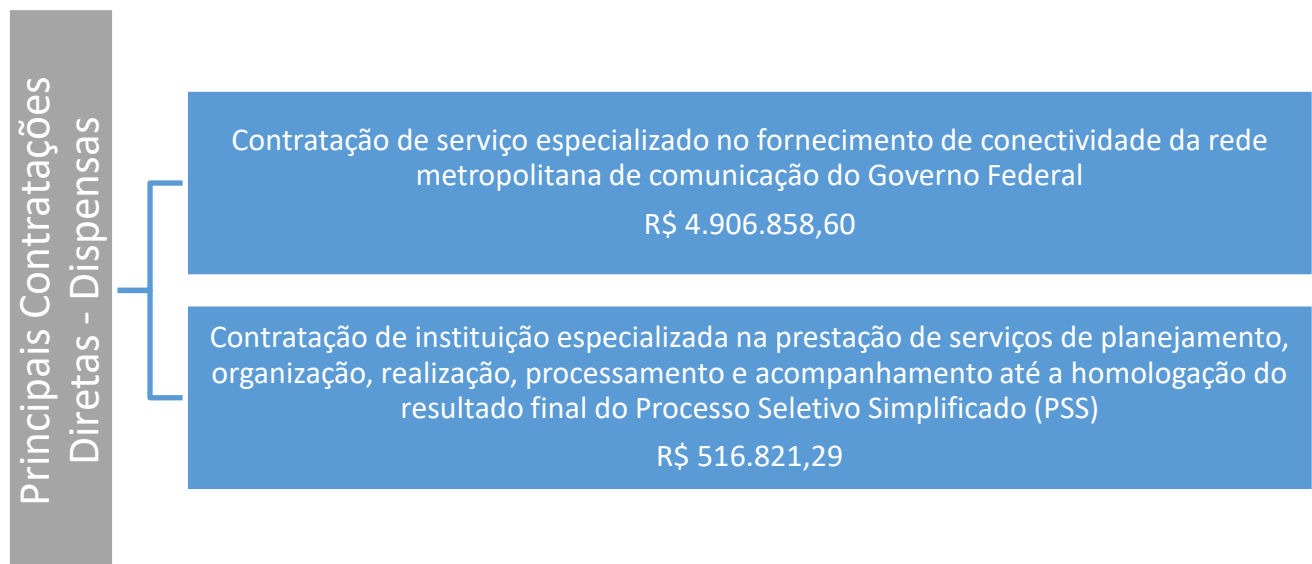 Principais Contratações
Diretas - Dispensas
Contratação de serviço especializado no fornecimento de conectividade da rede
metropolitana de comunicação do Governo Federal
R$ 4.906.858,60
Contratação de instituição especializada na prestação de serviços de planejamento,
organização, realização, processamento e acompanhamento até a homologação do
resultado final do Processo Seletivo Simplificado (PSS)
R$ 516.821,29